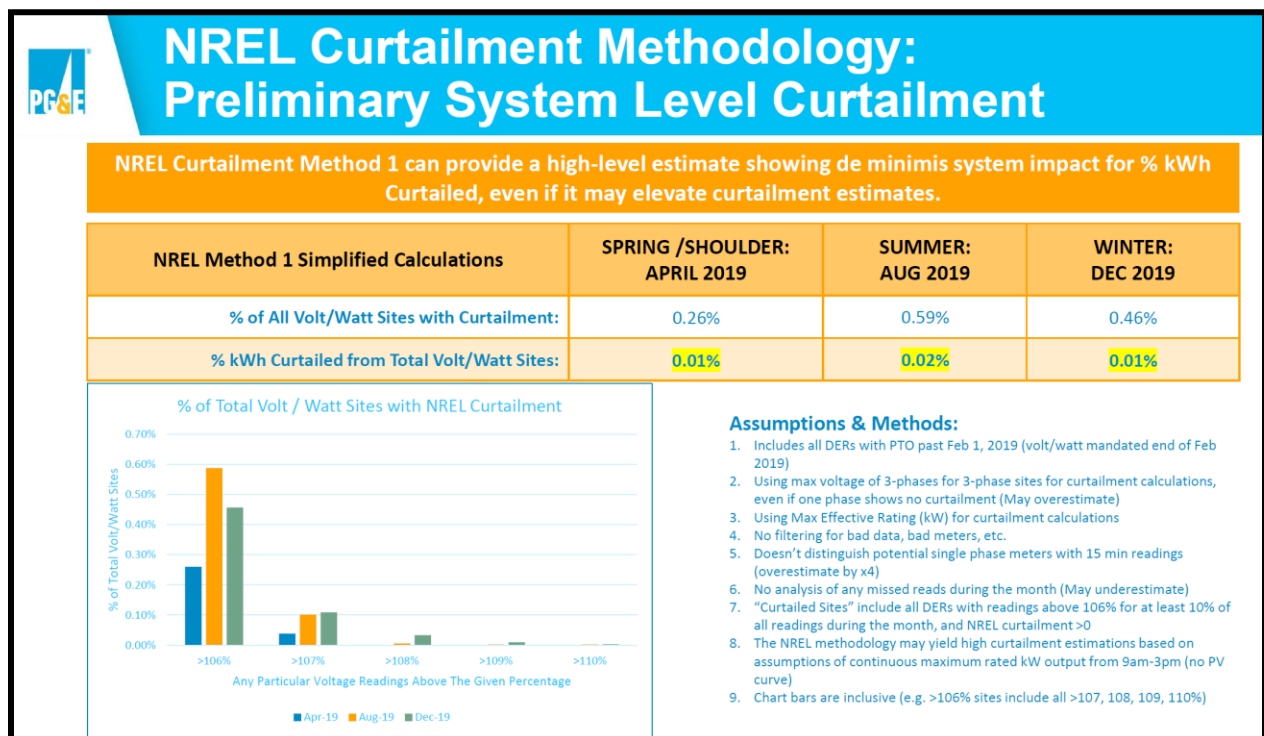 PG&E
NREL Curtailment Methodology:
Preliminary System Level Curtailment
NREL Curtailment Method 1 can provide a high-level estimate showing de minimis system impact for % kWh
Curtailed, even if it may elevate curtailment estimates.
NREL Method 1 Simplified Calculations
SPRING /SHOULDER:
APRIL 2019
SUMMER:
AUG 2019
WINTER:
DEC 2019
% of All Volt/Watt Sites with Curtailment:
0.26%
0.59%
0.46%
% kWh Curtailed from Total Volt/Watt Sites:
0.01%
0.02%
0.01%
% of Total Volt / Watt Sites with NREL Curtailment
% of Total Volt/Watt Sites
0.70%
0.60%
0.50%
0.40%
0.30%
0.20%
0.10%
0.00%
>106%
>107%
>108%
>109%
>110%
Any Particular Voltage Readings Above The Given Percentage
Apr-19
Aug-19
Dec-19
Assumptions & Methods:
1. Includes all DERs with PTO past Feb 1, 2019 (volt/watt mandated end of Feb
2019)
2. Using max voltage of 3-phases for 3-phase sites for curtailment calculations,
even if one phase shows no curtailment (May overestimate)
3. Using Max Effective Rating (kW) for curtailment calculations
4. No filtering for bad data, bad meters, etc.
5. Doesn't distinguish potential single phase meters with 15 min readings
(overestimate by x4)
6. No analysis of any missed reads during the month (May underestimate)
7. "Curtailed Sites" include all DERs with readings above 106% for at least 10% of
all readings during the month, and NREL curtailment >0
8. The NREL methodology may yield high curtailment estimations based on
assumptions of continuous maximum rated kW output from 9am-3pm (no PV
curve)
9. Chart bars are inclusive (e.g. >106% sites include all >107, 108, 109, 110%)